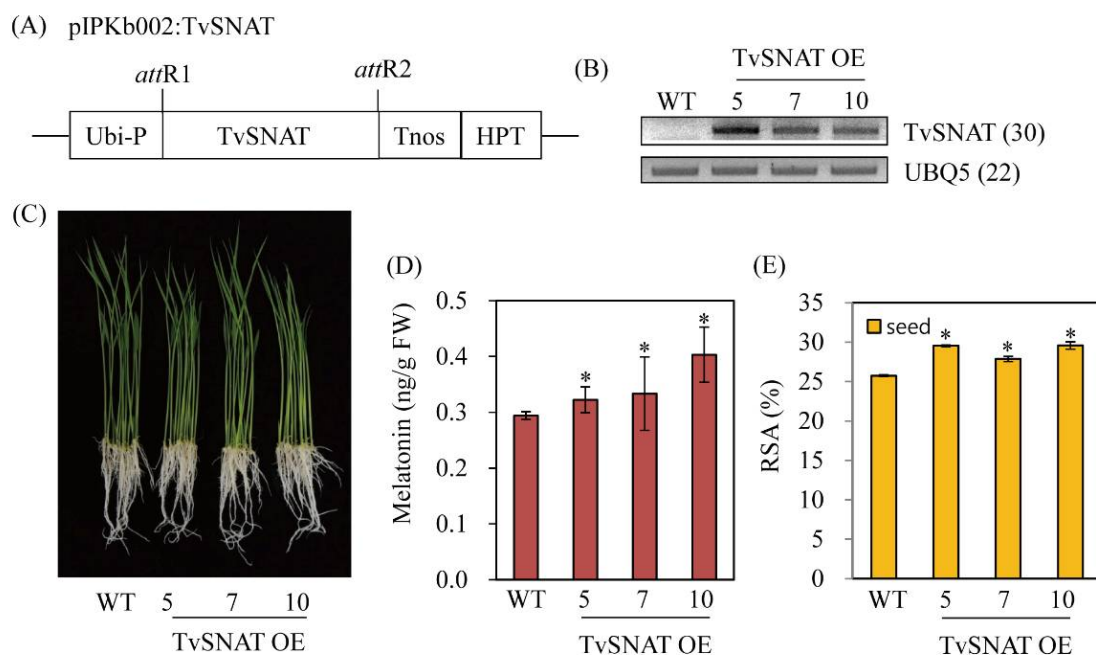 (A) pIPKb002:TvSNAT
attR1
attR2
Ubi-P TvSNAT Tnos HPT
(B)
TvSNAT OE
WT 5 7 10
TvSNAT (30)
UBQ5 (22)
(C)
WT 5 7 10
TvSNAT OE
(D)
Melatonin (ng/g FW)
0.5
0.4
0.3
0.3
0.1
0.0
* * *
WT 5 7 10
TvSNAT OE
(E)
RSA (%)
35
30
25
20
15
10
5
0
seed
* * *
WT 5 7 10
TvSNAT OE